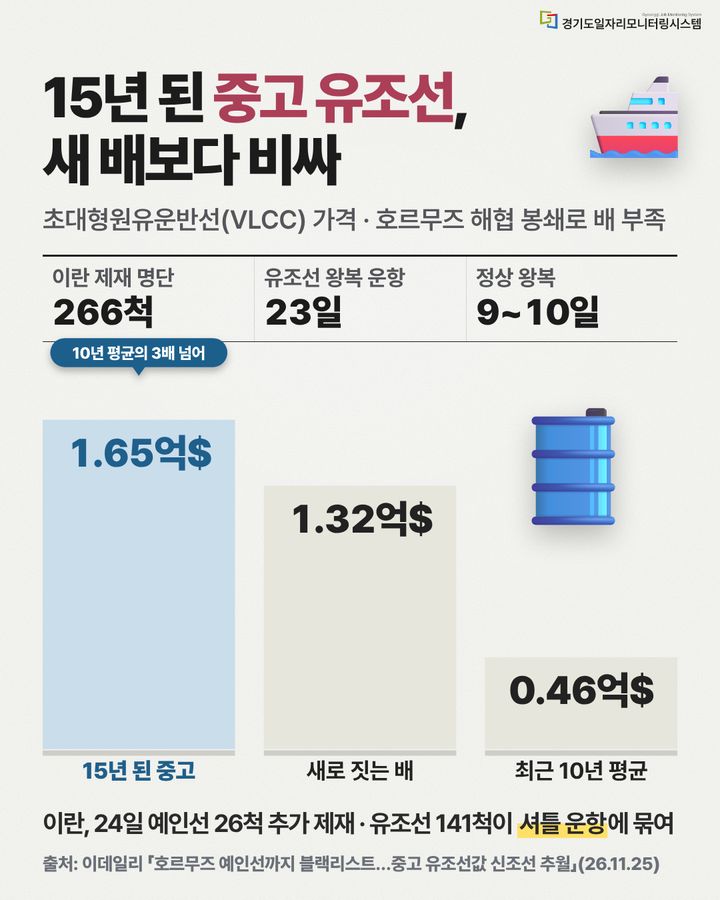 경기도일자리모니터링시스템
15년 된 중고 유조선,
새 배보다 비싸
초대형원유운반선(VLCC) 가격 · 호르무즈 해협 봉쇄로 배 부족
이란 제재 명단
266척
유조선 왕복 운항
23일
정상 왕복
9~10일
10년 평균의 3배 넘어
1.65억$
1.32억$
0.46억$
15년 된 중고
새로 짓는 배
최근 10년 평균
이란, 24일 예인선 26척 추가 제재 · 유조선 141척이 셔틀 운항에 묶여
출처: 이데일리 『호르무즈 예인선까지 블랙리스트…중고 유조선값 신조선 추월』(26.11.25)